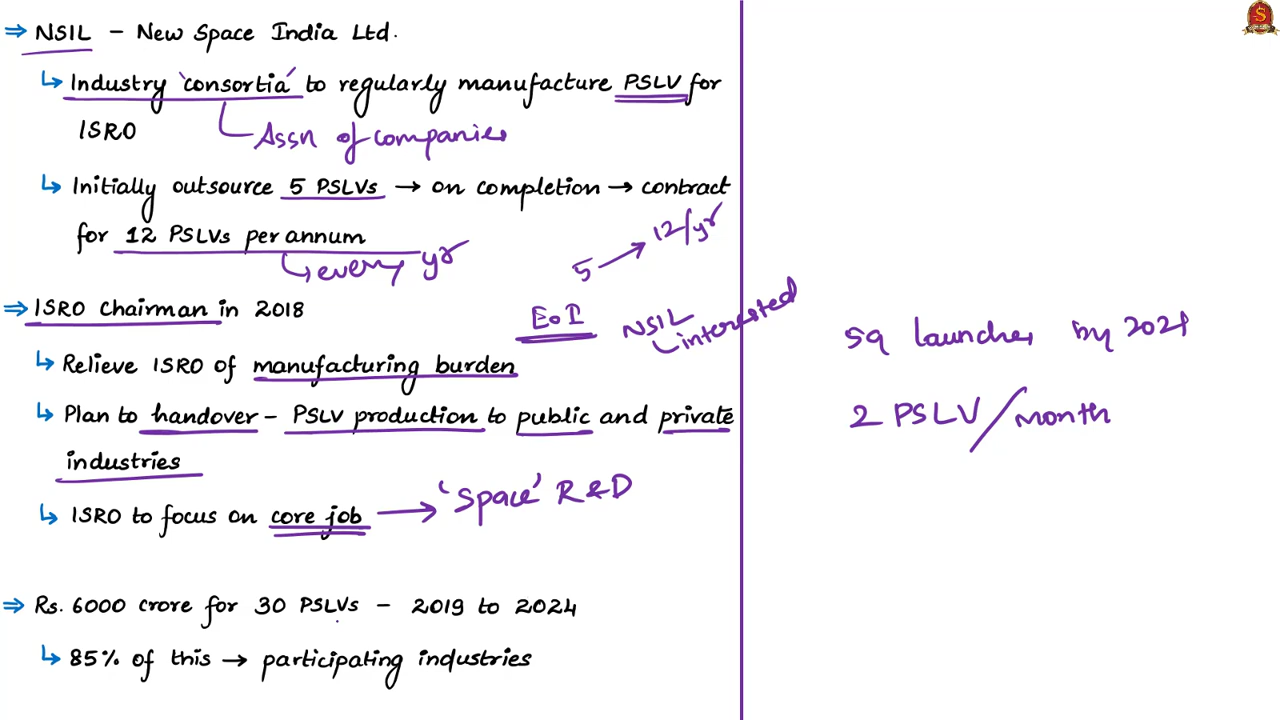 ⇒ NSIL – New Space India Ltd.
↳ Industry 'consortia' to regularly manufacture PSLV for
ISRO
Assn of companies
↳ Initially outsource 5 PSLVs → on completion → contract
for 12 PSLVs per annum
every yr
5 → 12/yr
⇒ ISRO Chairman in 2018
EoI
NSIL
interested
↳ Relieve ISRO of manufacturing burden
↳ Plan to handover – PSLV production to public and private
industries
↳ ISRO to focus on core job → 'Space' R&D
⇒ Rs. 6000 crore for 30 PSLVs – 2019 to 2024
↳ 85% of this → participating industries
59 launches by
2 PSLV/month